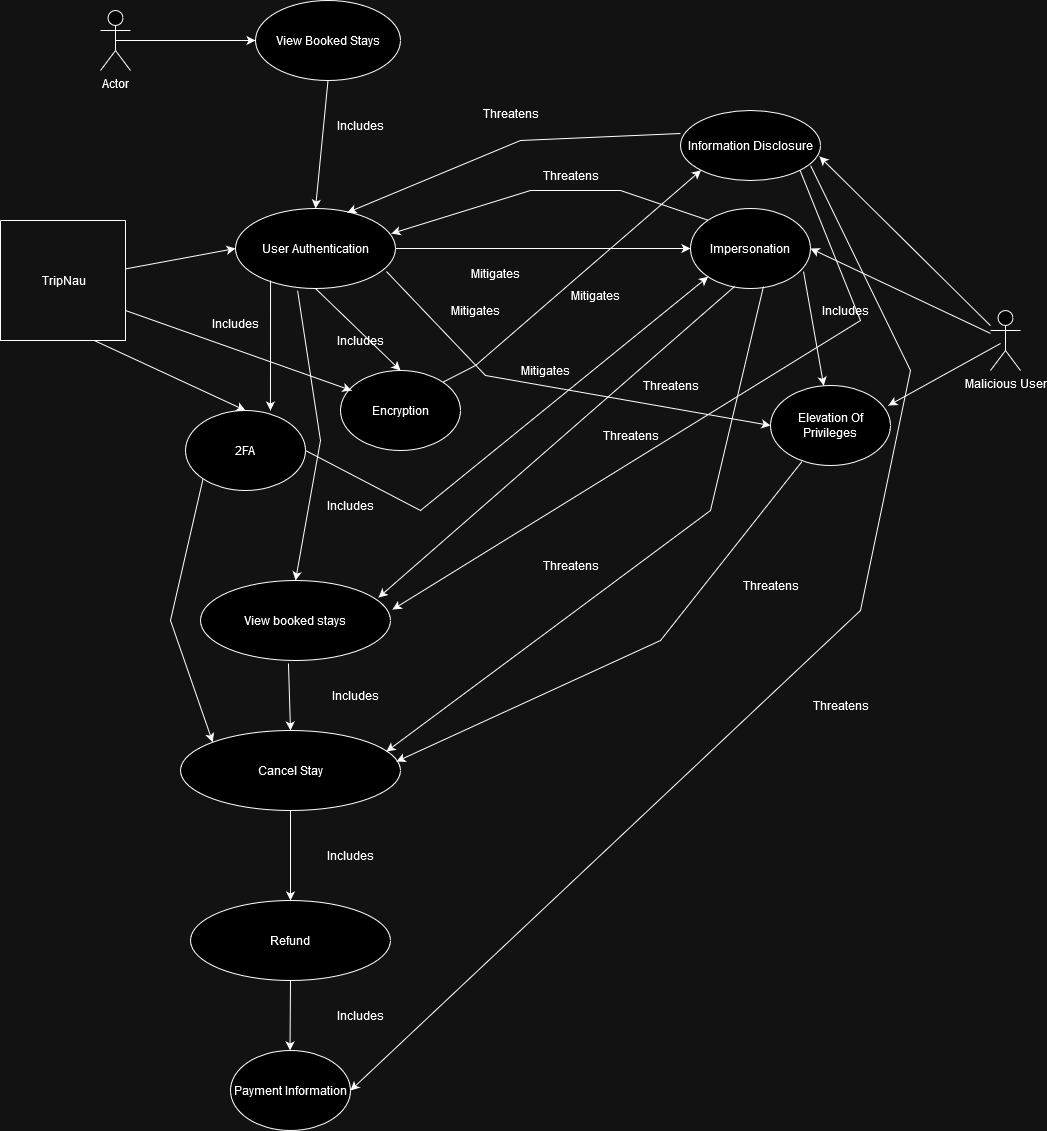 View Booked Stays
Actor
Includes
Threatens
Information Disclosure
Threatens
User Authentication
Impersonation
Mitigates
TripNau
Mitigates
Mitigates
Includes
Includes
Includes
Mitigates
Threatens
Malicious User
Encryption
Elevation Of
Privileges
Threatens
2FA
Includes
Threatens
Threatens
View booked stays
Includes
Threatens
Cancel Stay
Includes
Refund
Includes
Payment Information